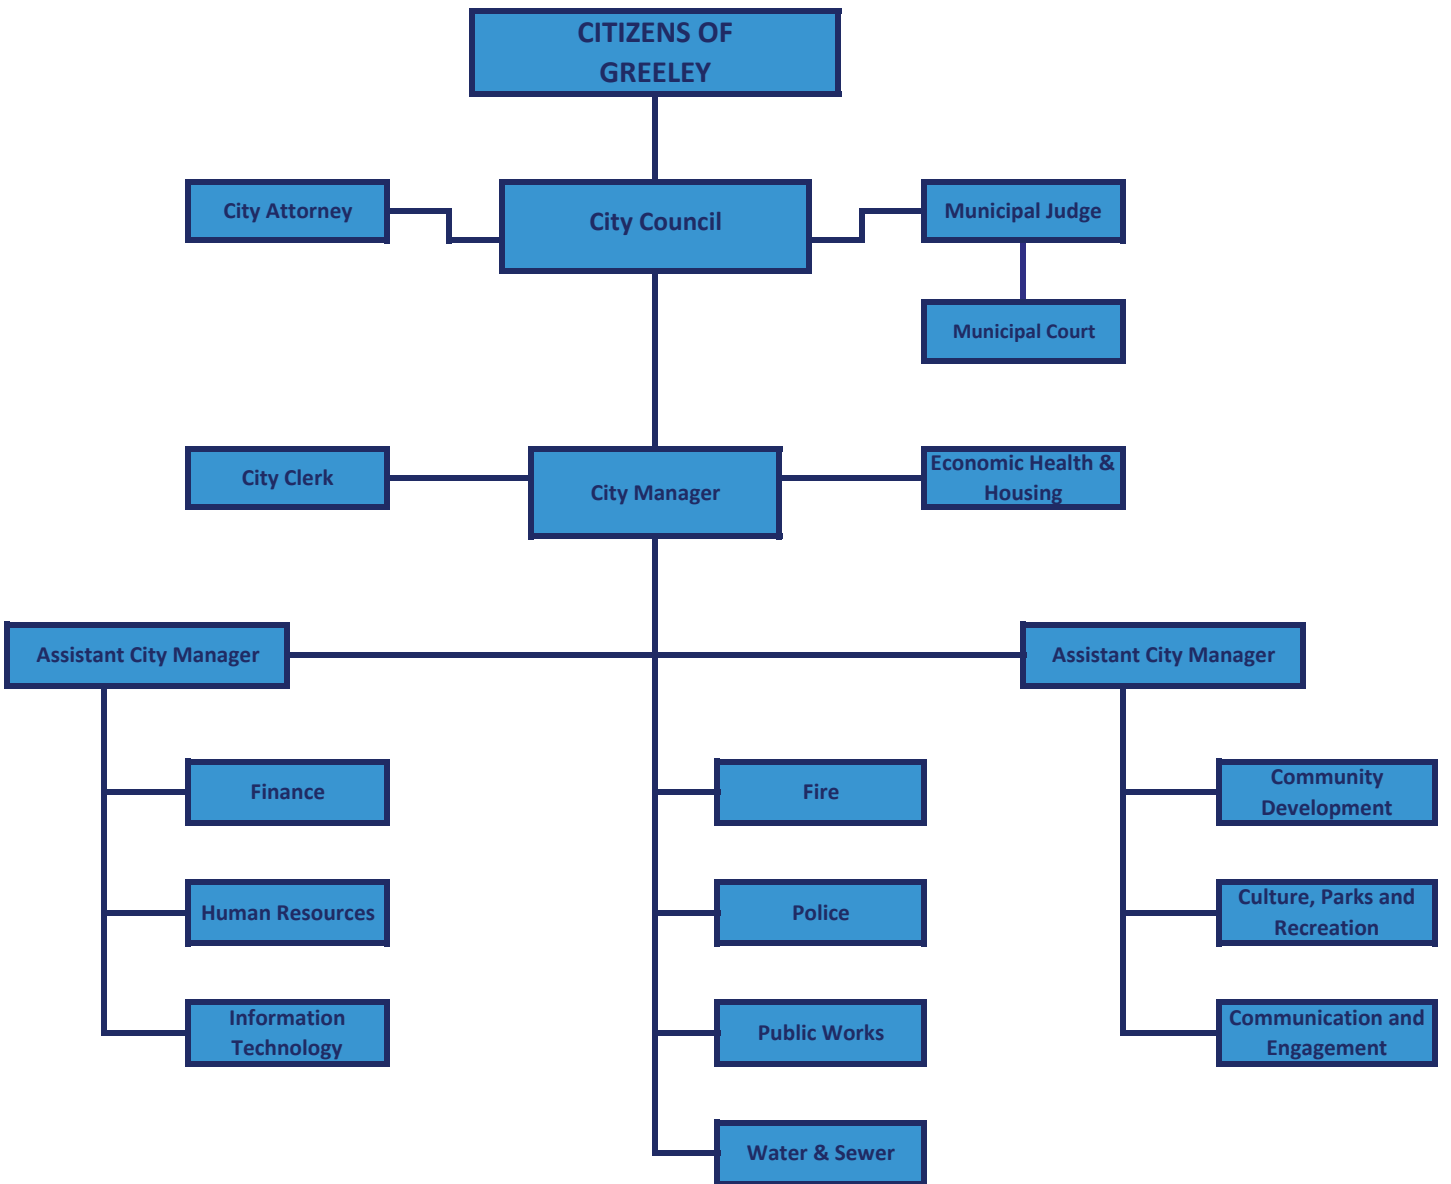 CITIZENS OF
GREELEY
City Attorney
City Council
Municipal Judge
Municipal Court
City Clerk
City Manager
Economic Health &
Housing
Assistant City Manager
Assistant City Manager
Finance
Fire
Community
Development
Human Resources
Police
Culture, Parks and
Recreation
Information
Technology
Public Works
Communication and
Engagement
Water & Sewer